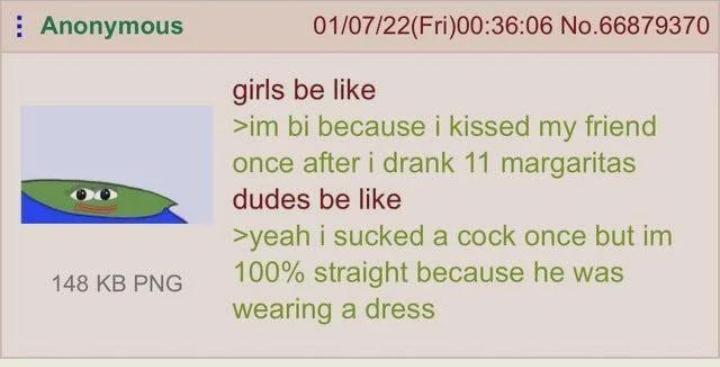 Anonymous 01/07/22(Fri)00:36:06 No.66879370
girls be like
>im bi because i kissed my friend
once after i drank 11 margaritas
dudes be like
>yeah i sucked a cock once but im
100% straight because he was
wearing a dress
148 KB PNG